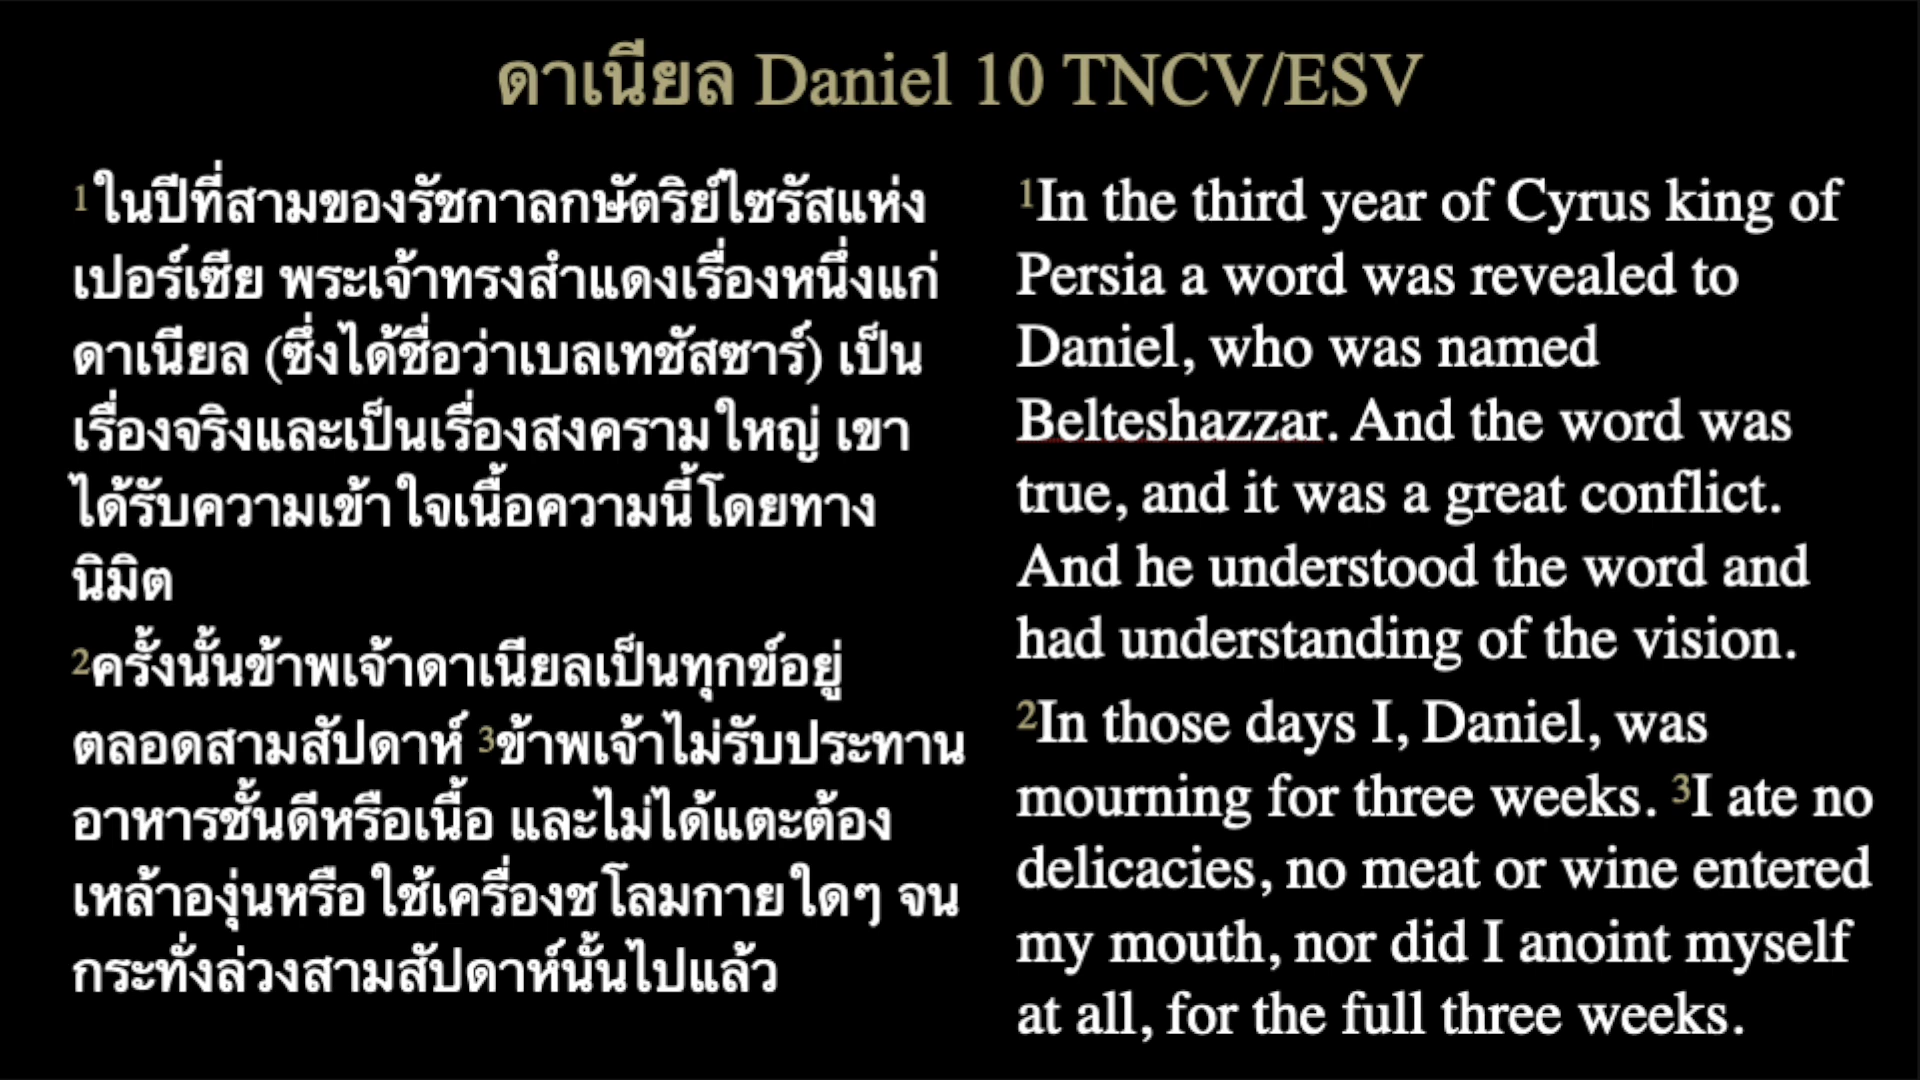 ดาเนียล Daniel 10 TNCV/ESV
1 ในปีที่สามของรัชกาลกษัตริย์ไซรัสแห่ง
เปอร์เซีย พระเจ้าทรงสำแดงเรื่องหนึ่งแก่
ดาเนียล (ซึ่งได้ชื่อว่าเบลเทชัสซาร์) เป็น
เรื่องจริงและเป็นเรื่องสงครามใหญ่ เขา
ได้รับความเข้าใจเนื้อความนี้โดยทาง
นิมิต
2ครั้งนั้นข้าพเจ้าดาเนียลเป็นทุกข์อยู่
ตลอดสามสัปดาห์ 3ข้าพเจ้าไม่รับประทาน
อาหารชั้นดีหรือเนื้อ และไม่ได้แตะต้อง
เหล้าองุ่นหรือใช้เครื่องชโลมกายใดๆ จน
กระทั่งล่วงสามสัปดาห์นั้นไปแล้ว
1In the third year of Cyrus king of
Persia a word was revealed to
Daniel, who was named
Belteshazzar. And the word was
true, and it was a great conflict.
And he understood the word and
had understanding of the vision.
2In those days I, Daniel, was
mourning for three weeks. 3I ate no
delicacies, no meat or wine entered
my mouth, nor did I anoint myself
at all, for the full three weeks.